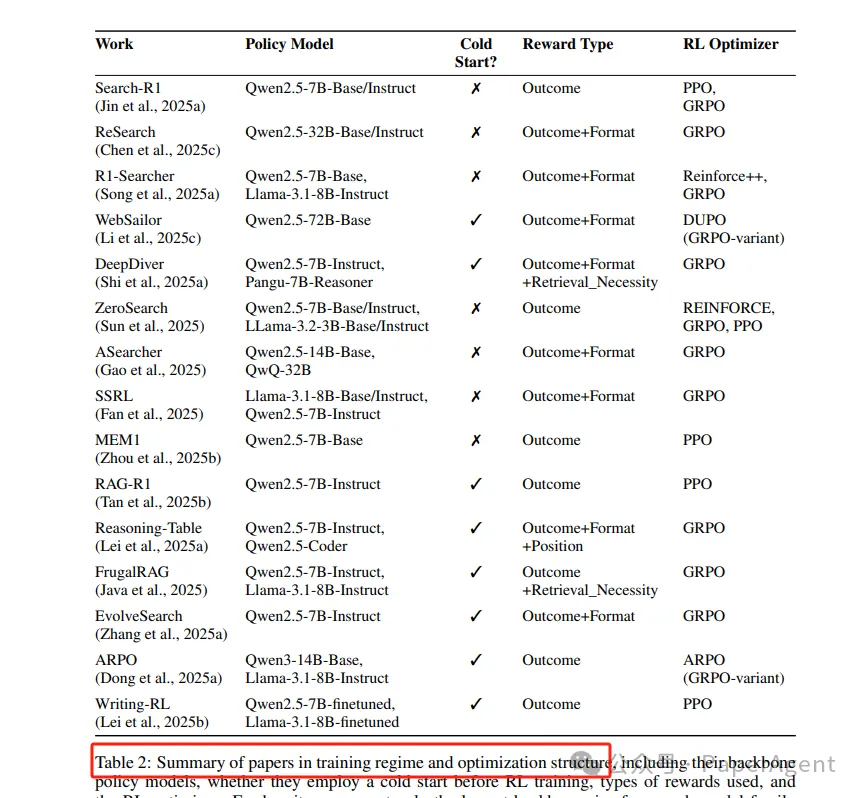 Work Policy Model Cold Reward Type RL Optimizer
Start?
Search-R1 Qwen2.5-7B-Base/Instruct ✗ Outcome PPO,
(Jin et al., 2025a) GRPO
ReSearch Qwen2.5-32B-Base/Instruct ✗ Outcome+Format GRPO
(Chen et al., 2025c)
R1-Searcher Qwen2.5-7B-Base, ✗ Outcome+Format Reinforce++,
(Song et al., 2025a) Llama-3.1-8B-Instruct GRPO
WebSailor Qwen2.5-72B-Base ✓ Outcome+Format DUPO
(Li et al., 2025c) (GRPO-variant)
DeepDiver Qwen2.5-7B-Instruct, ✓ Outcome+Format GRPO
(Shi et al., 2025a) Pangu-7B-Reasoner +Retrieval_Necessity
ZeroSearch Qwen2.5-7B-Base/Instruct, ✗ Outcome REINFORCE,
(Sun et al., 2025) LLama-3.2-3B-Base/Instruct GRPO, PPO
ASearcher Qwen2.5-14B-Base, ✗ Outcome+Format GRPO
(Gao et al., 2025) QwQ-32B
SSRL Llama-3.1-8B-Base/Instruct, ✗ Outcome+Format GRPO
(Fan et al., 2025) Qwen2.5-7B-Instruct
MEM1 Qwen2.5-7B-Base ✗ Outcome PPO
(Zhou et al., 2025b)
RAG-R1 Qwen2.5-7B-Instruct ✓ Outcome PPO
(Tan et al., 2025b)
Reasoning-Table Qwen2.5-7B-Instruct, ✓ Outcome+Format GRPO
(Lei et al., 2025a) Qwen2.5-Coder +Position
FrugalRAG Qwen2.5-7B-Instruct, ✓ Outcome GRPO
(Java et al., 2025) Llama-3.1-8B-Instruct +Retrieval_Necessity
EvolveSearch Qwen2.5-7B-Instruct ✓ Outcome+Format GRPO
(Zhang et al., 2025a)
ARPO Qwen3-14B-Base, ✓ Outcome ARPO
(Dong et al., 2025a) Llama-3.1-8B-Instruct (GRPO-variant)
Writing-RL Qwen2.5-7B-finetuned, ✓ Outcome PPO
(Lei et al., 2025b) Llama-3.1-8B-finetuned
Table 2: Summary of papers in training regime and optimization structure, including their backbone
公众号 · PaperAgent
policy models, whether they employ a cold start before RL training, types of rewards used, and